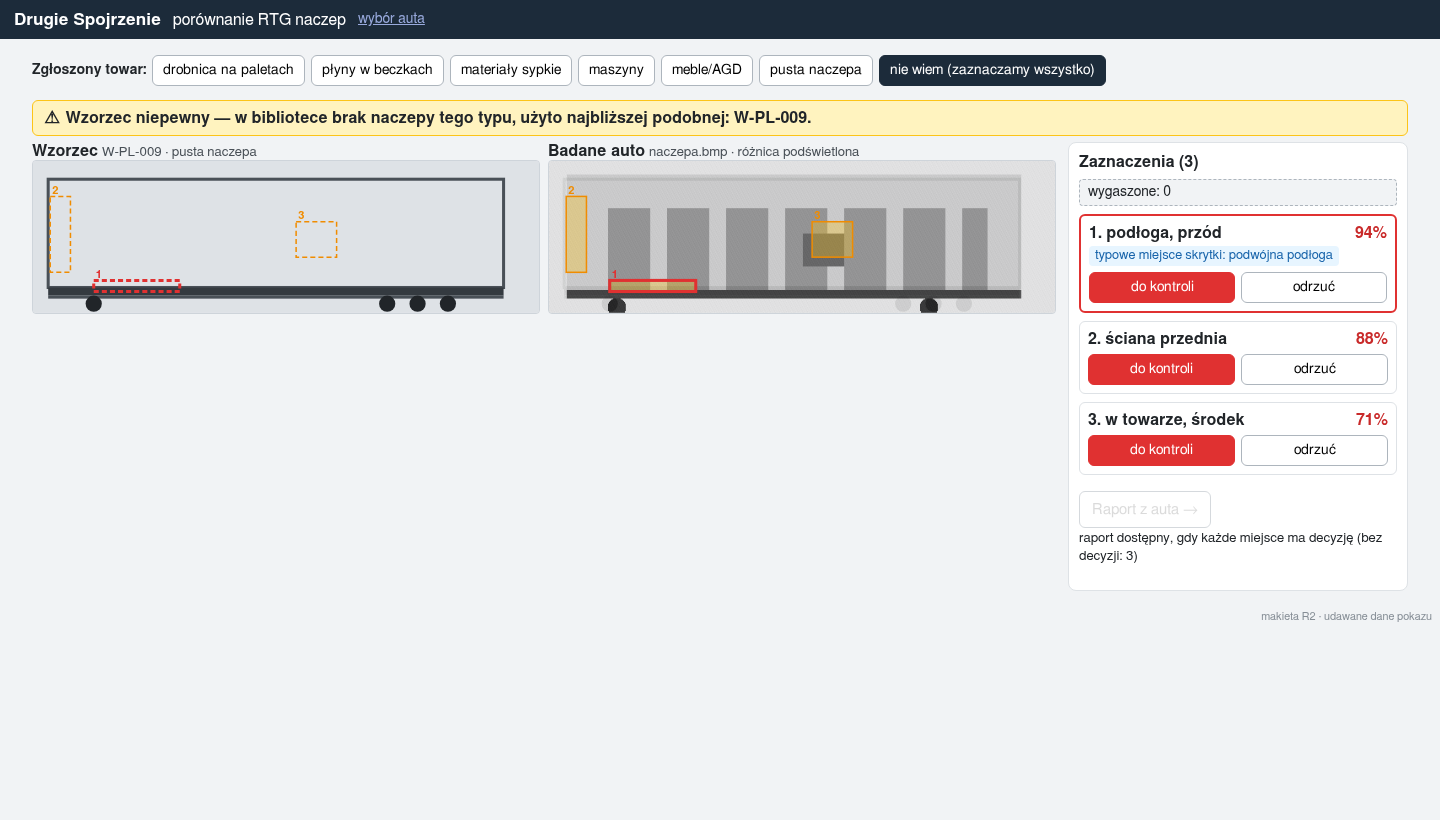 Drugie Spojrzenie porównanie RTG naczep wybór auta
Zgłoszony towar: drobnica na paletach płyny w beczkach materiały sypkie maszyny meble/AGD pusta naczepa nie wiem (zaznaczamy wszystko)
⚠ Wzorzec niepewny — w bibliotece brak naczepy tego typu, użyto najbliższej podobnej: W-PL-009.
Wzorzec W-PL-009 · pusta naczepa
2
3
1
Badane auto naczepa.bmp · różnica podświetlona
2
3
1
Zaznaczenia (3)
wygaszone: 0
1. podłoga, przód 94%
typowe miejsce skrytki: podwójna podłoga
do kontroli odrzuć
2. ściana przednia 88%
do kontroli odrzuć
3. w towarze, środek 71%
do kontroli odrzuć
Raport z auta →
raport dostępny, gdy każde miejsce ma decyzję (bez
decyzji: 3)
makieta R2 · udawane dane pokazu